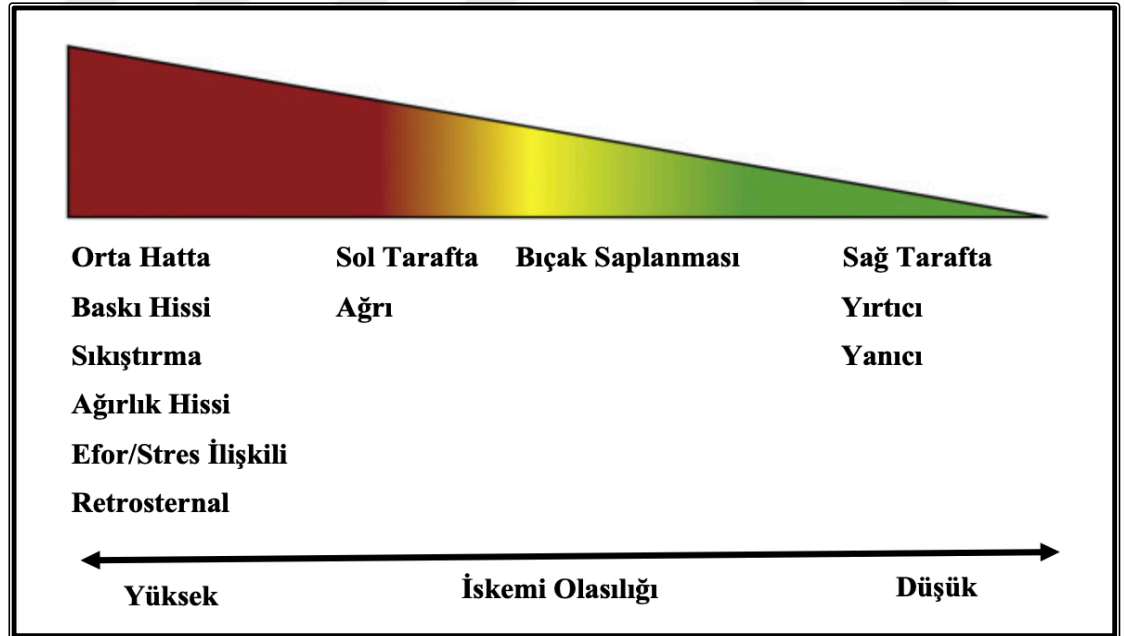 Orta Hatta Sol Tarafta Bıçak Saplanması Sağ Tarafta
Baskı Hissi Ağrı Yırtıcı
Sıkıştırma Yanıcı
Ağırlık Hissi
Efor/Stres İlişkili
Retrosternal
Yüksek İskemi Olasılığı Düşük